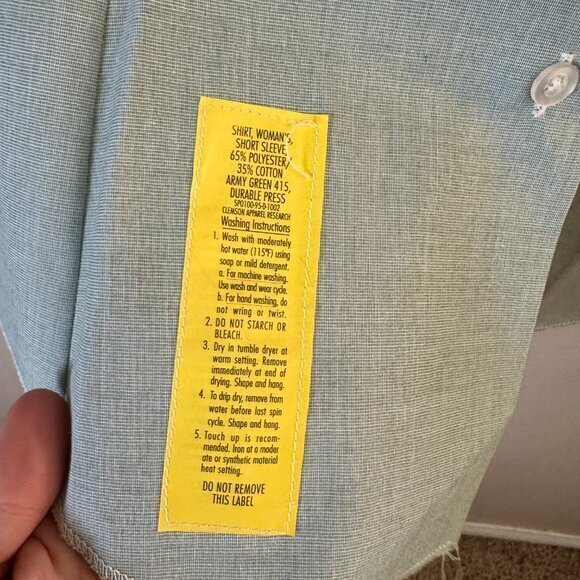 SHIRT, WOMAN'S,
SHORT SLEEVE,
65% POLYESTER,
35% COTTON
ARMY GREEN 415,
DURABLE PRESS
SPO100-95-D-1002
CLEMSON APPAREL RESEARCH
Washing Instructions
1. Wash with moderately
hot water (115°F) using
soap or mild detergent.
a. For machine washing.
Use wash and wear cycle.
b. For hand washing, do
not wring or twist.
2. DO NOT STARCH OR
BLEACH.
3. Dry in tumble dryer at
warm setting. Remove
immediately at end of
drying. Shape and hang.
4. To drip dry, remove from
water before last spin
cycle. Shape and hang.
5. Touch up is recom-
mended. Iron at a moder
ate or synthetic material
heat setting.
DO NOT REMOVE
THIS LABEL